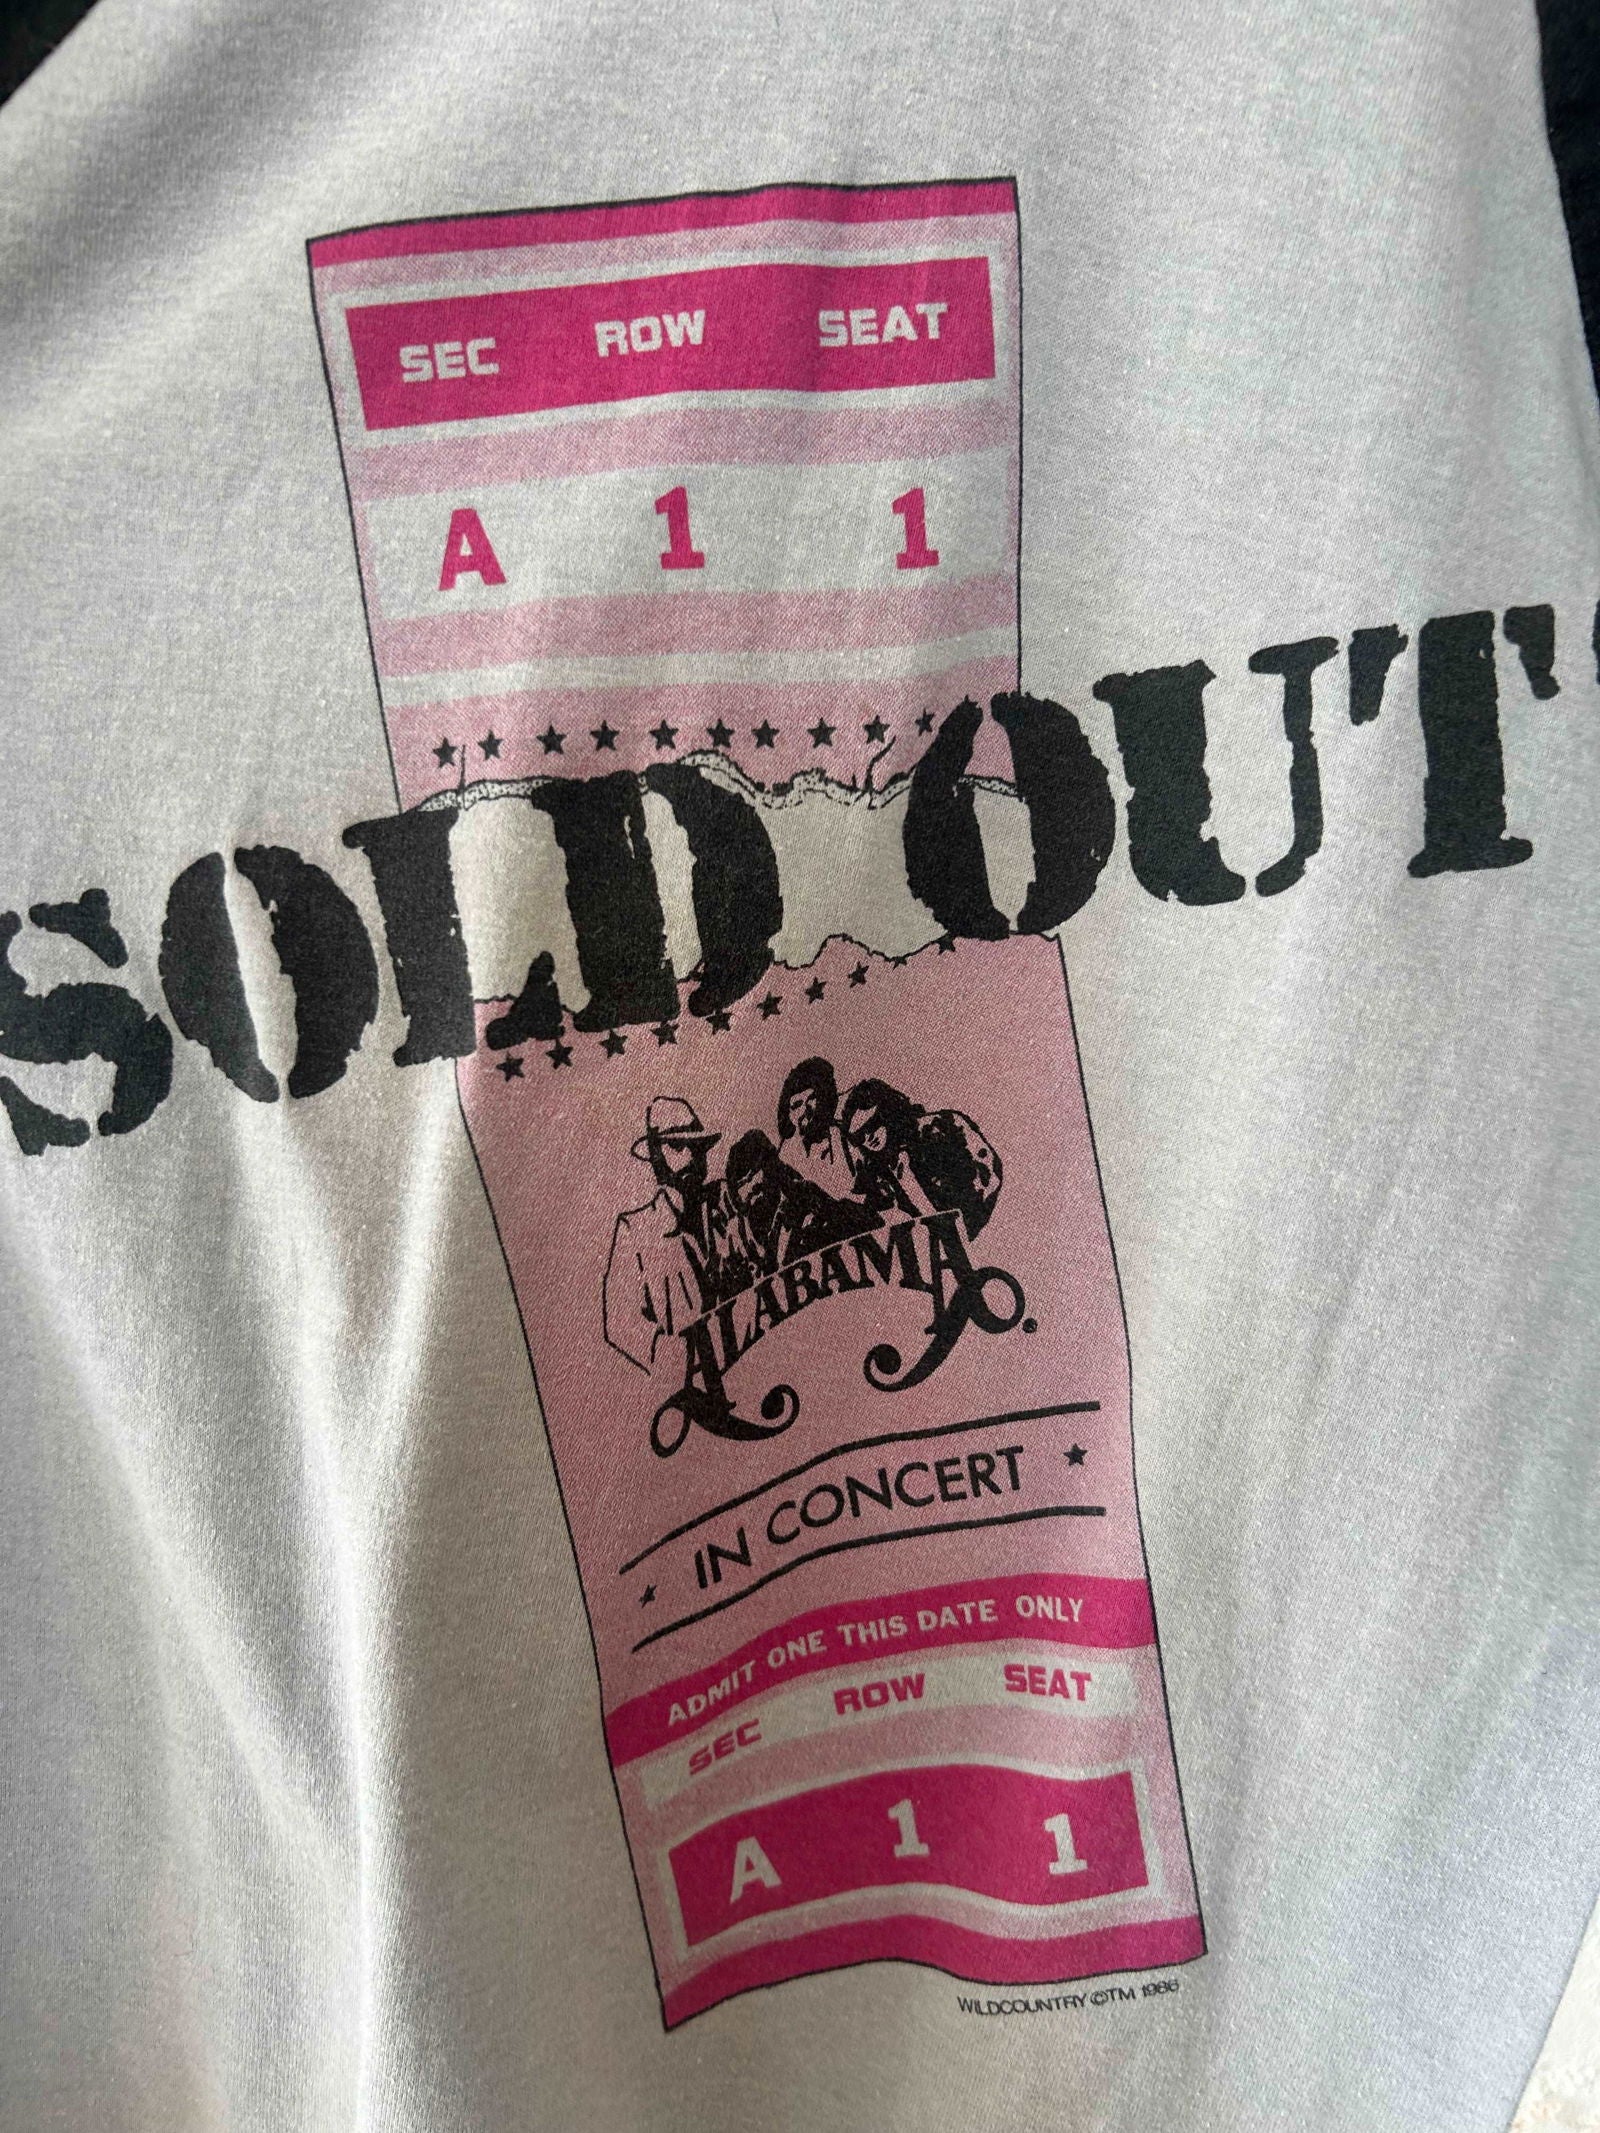 SEC ROW SEAT
A 1 1
SOLD OUT
ALABAMA®
IN CONCERT
ADMIT ONE THIS DATE ONLY
SEC ROW SEAT
A 1 1
WILDCOUNTRY ©TM 1986